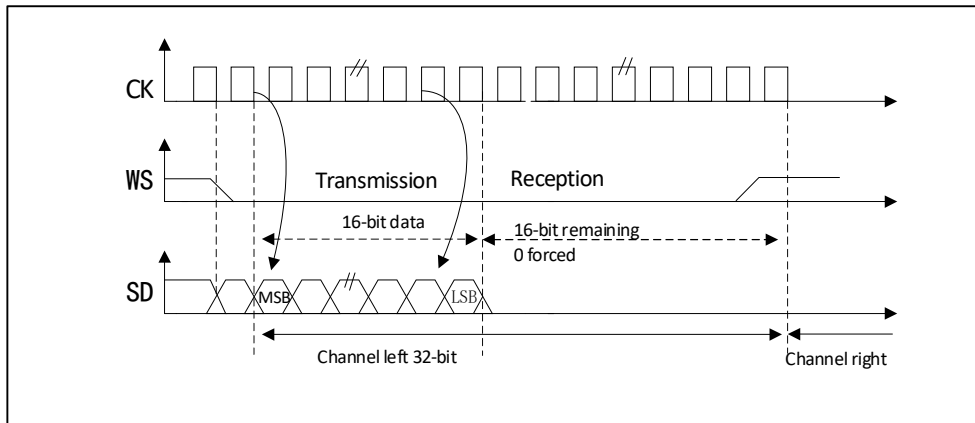 CK
WS
Transmission
Reception
16-bit data
16-bit remaining
0 forced
SD
MSB
LSB
Channel left 32-bit
Channel right